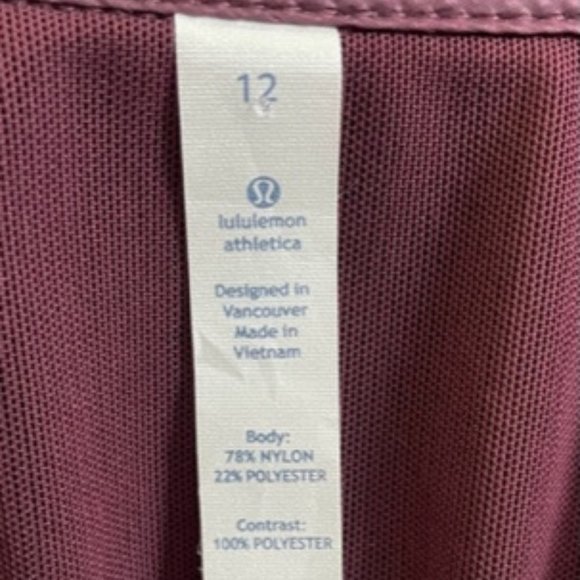 12
lululemon
athletica
Designed in
Vancouver
Made in
Vietnam
Body:
78% NYLON
22% POLYESTER
Contrast:
100% POLYESTER